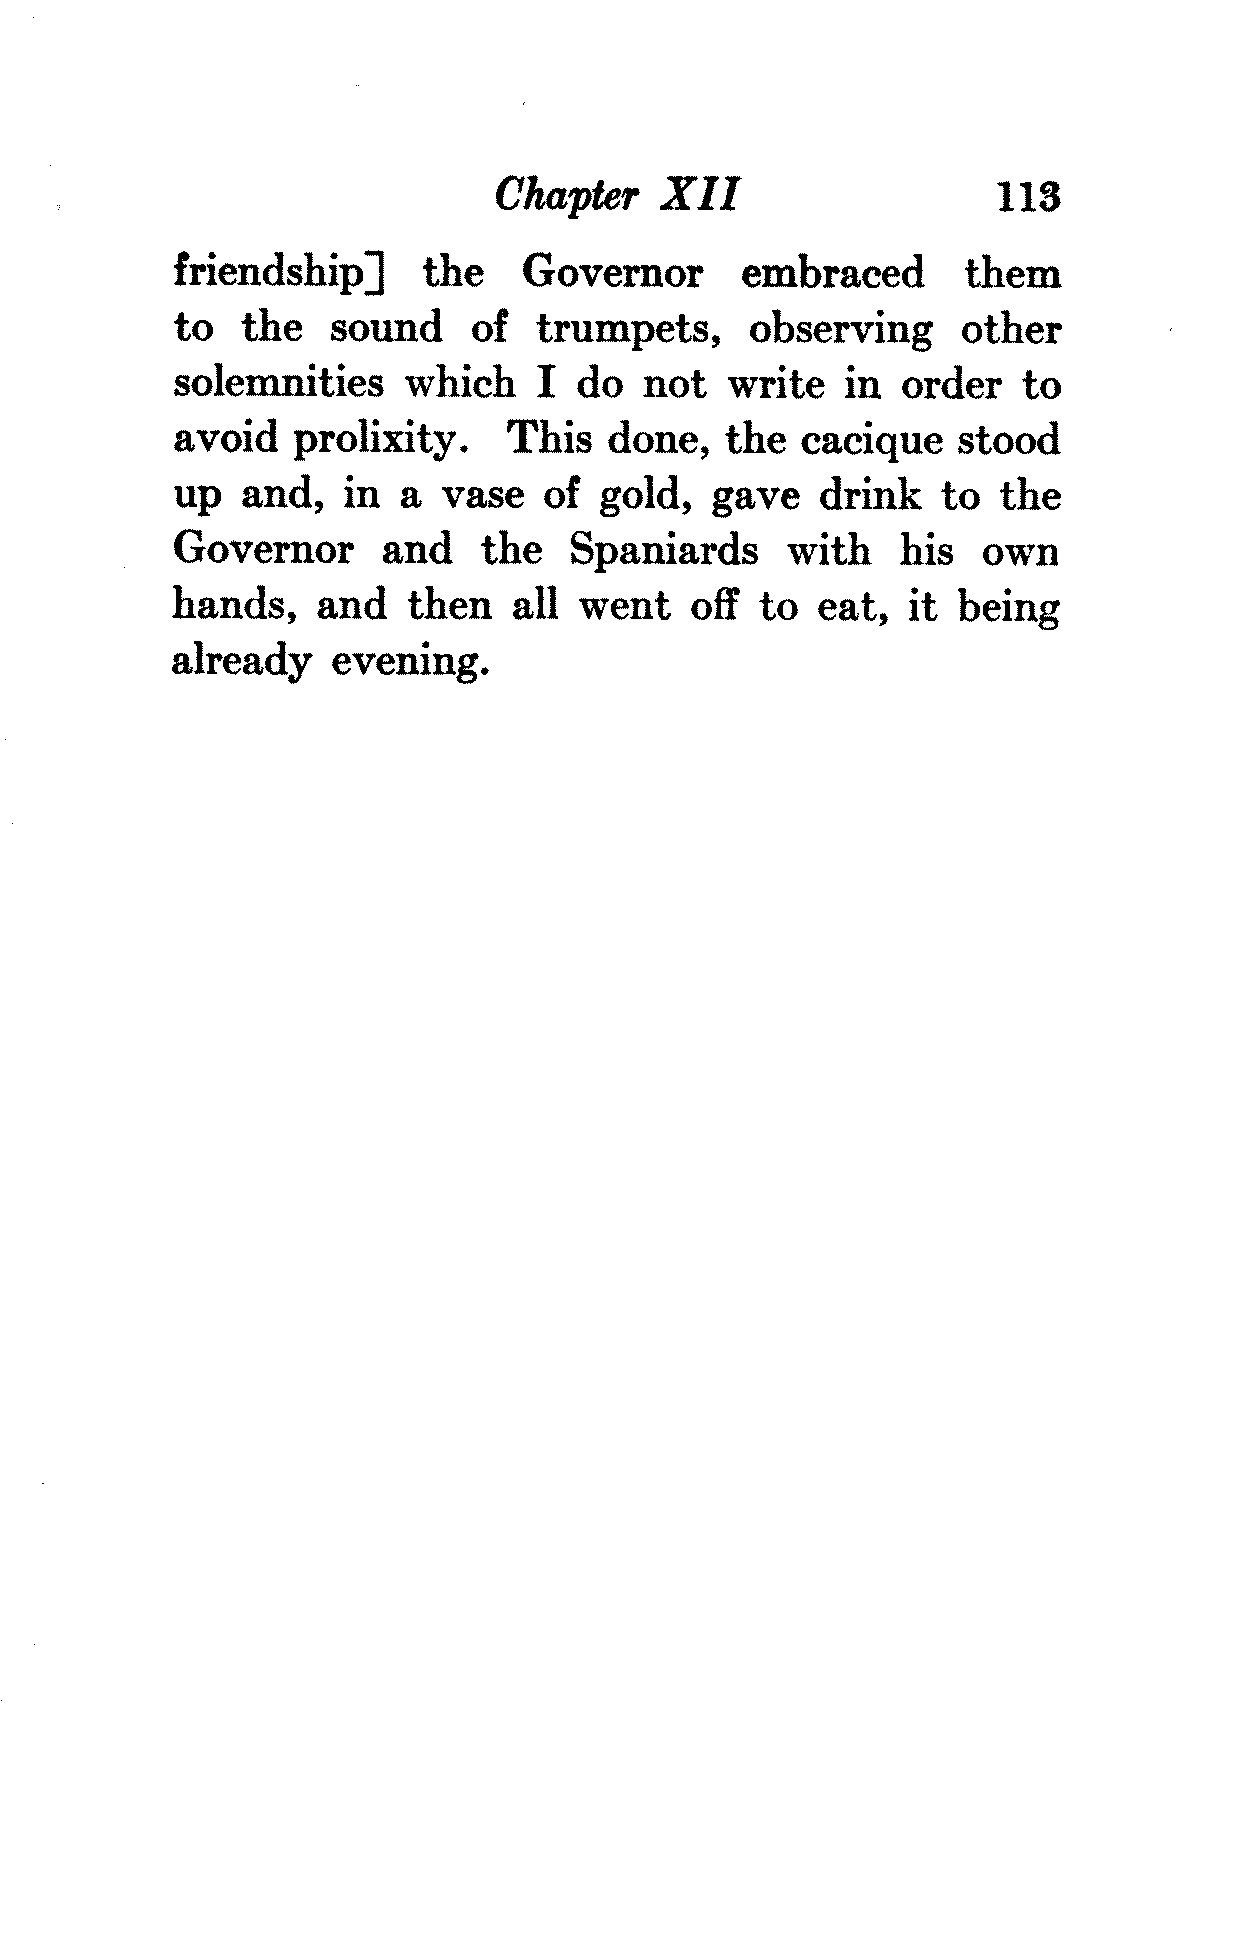 Chapter XII 113
friendship] the Governor embraced them
to the sound of trumpets, observing other
solemnities which I do not write in order to
avoid prolixity. This done, the cacique stood
up and, in a vase of gold, gave drink to the
Governor and the Spaniards with his own
hands, and then all went off to eat, it being
already evening.